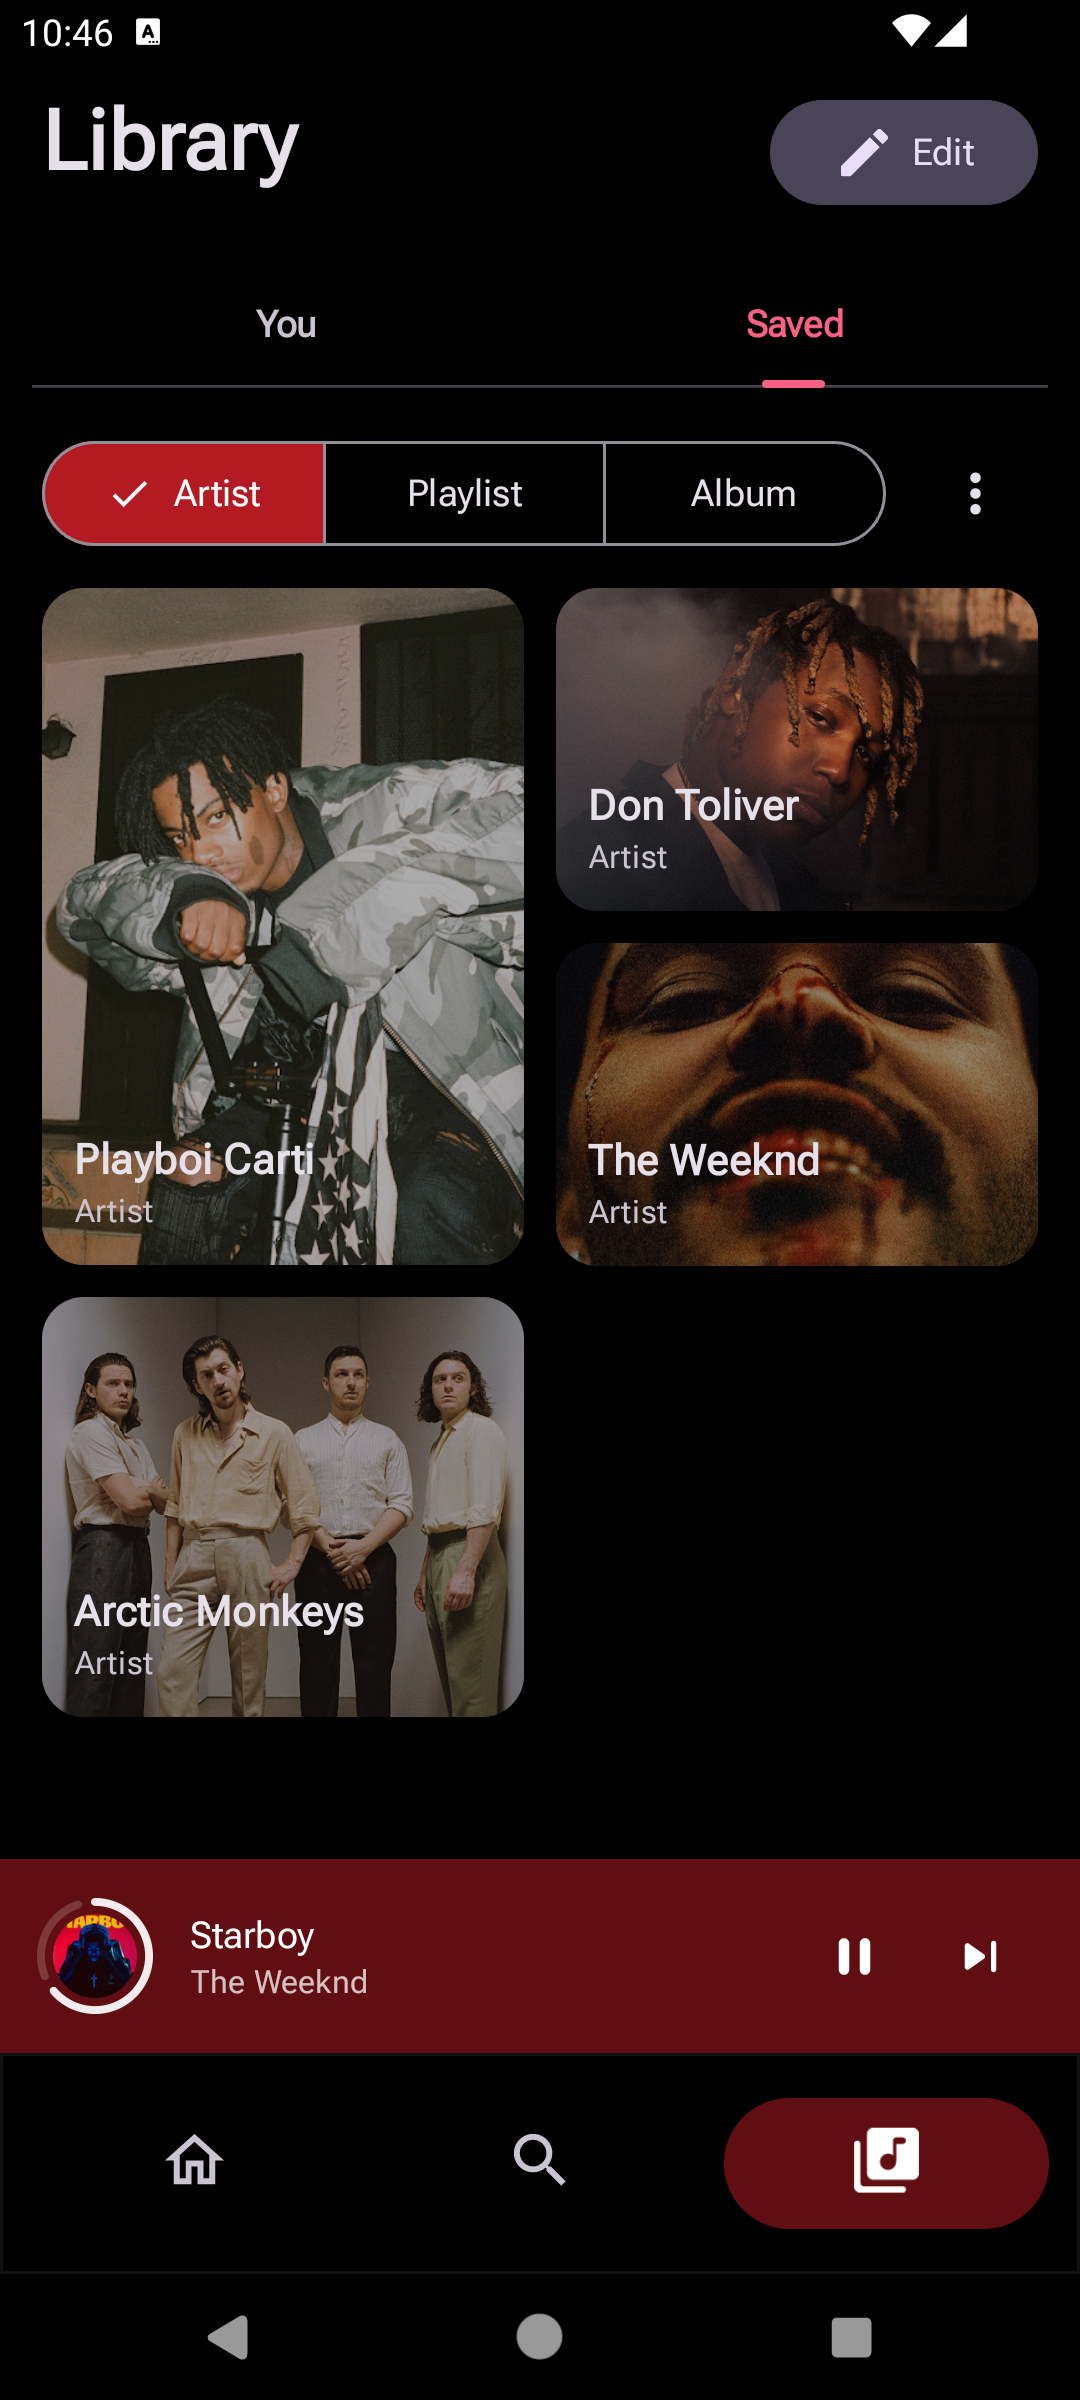 10:46
Library
Edit
You
Saved
Artist
Playlist
Album
Don Toliver
Artist
Playboi Carti
Artist
The Weeknd
Artist
Arctic Monkeys
Artist
Starboy
The Weeknd